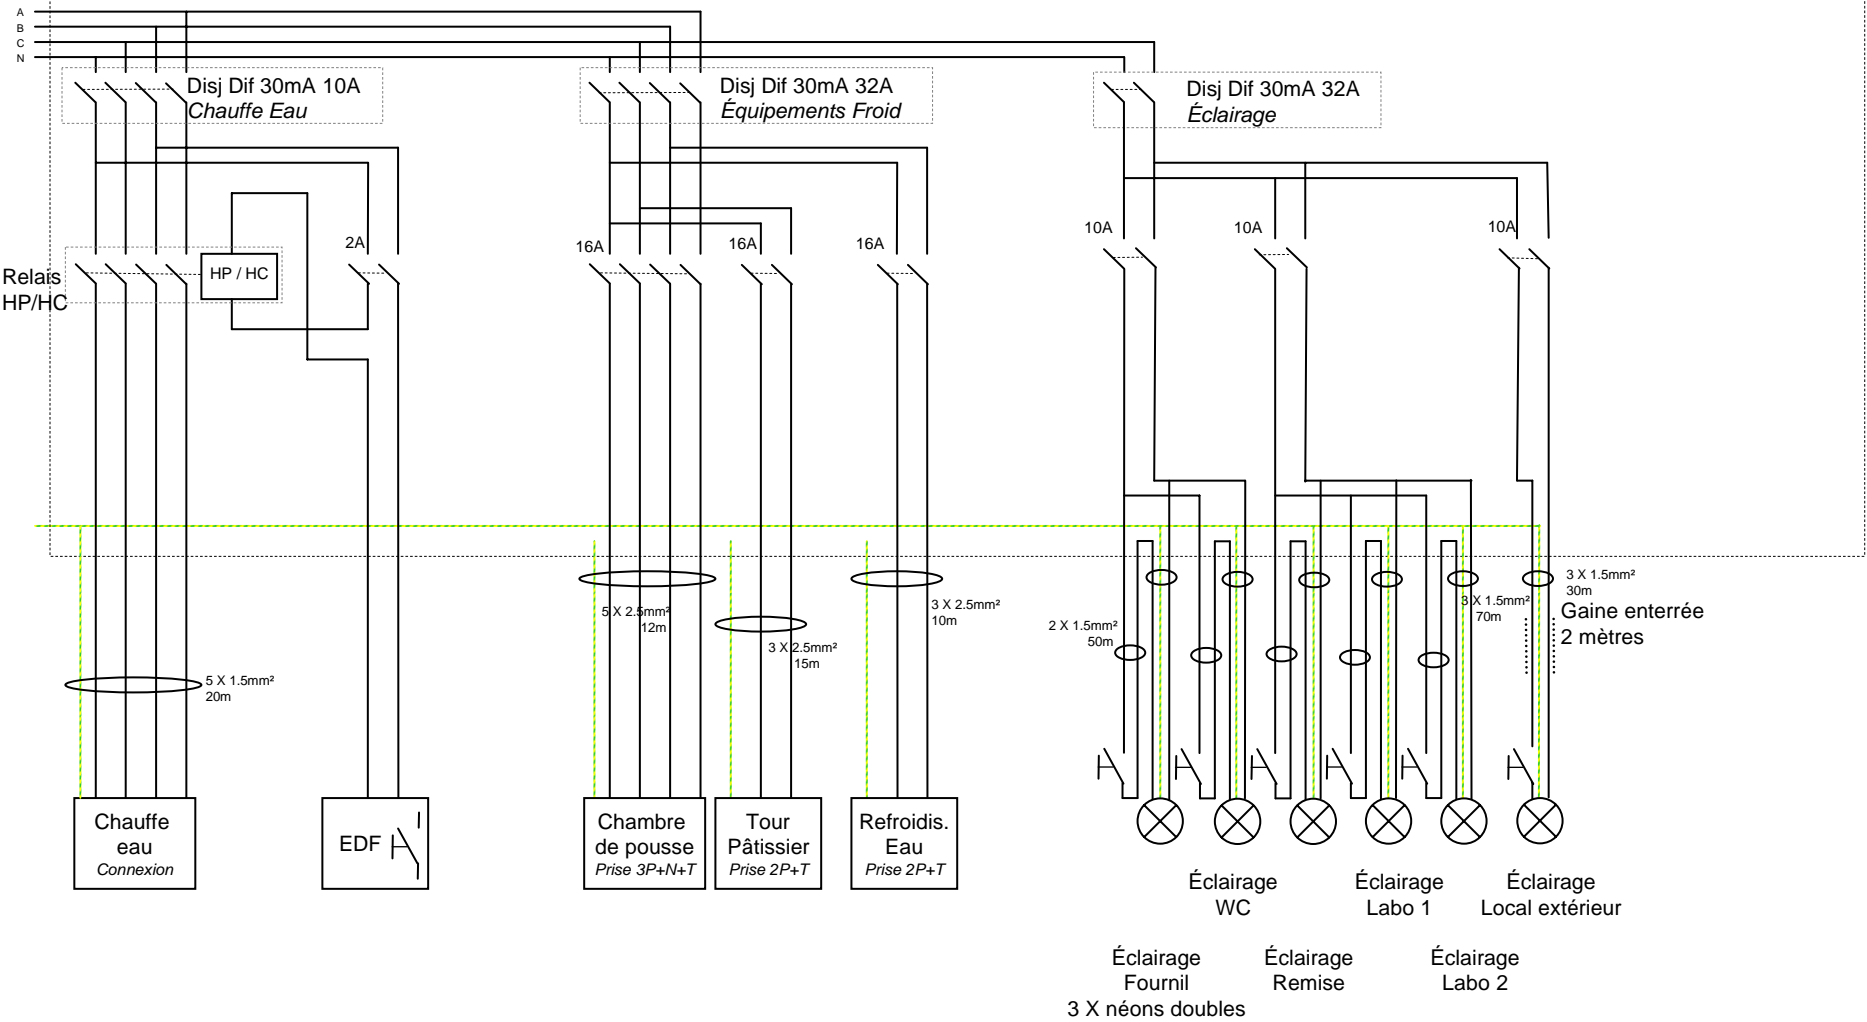 A
B
C
N
Disj Dif 30mA 10A
Chauffe Eau
Disj Dif 30mA 32A
Équipements Froid
Disj Dif 30mA 32A
Éclairage
2A
16A
16A
16A
10A
10A
10A
Relais
HP/HC
HP / HC
5 X 2.5mm²
12m
3 X 2.5mm²
15m
3 X 2.5mm²
10m
2 X 1.5mm²
50m
3 X 1.5mm²
70m
3 X 1.5mm²
30m
Gaine enterrée
2 mètres
5 X 1.5mm²
20m
Chauffe
eau
Connexion
EDF
Chambre
de pousse
Prise 3P+N+T
Tour
Pâtissier
Prise 2P+T
Refroidis.
Eau
Prise 2P+T
Éclairage
WC
Éclairage
Labo 1
Éclairage
Local extérieur
Éclairage
Fournil
3 X néons doubles
Éclairage
Remise
Éclairage
Labo 2